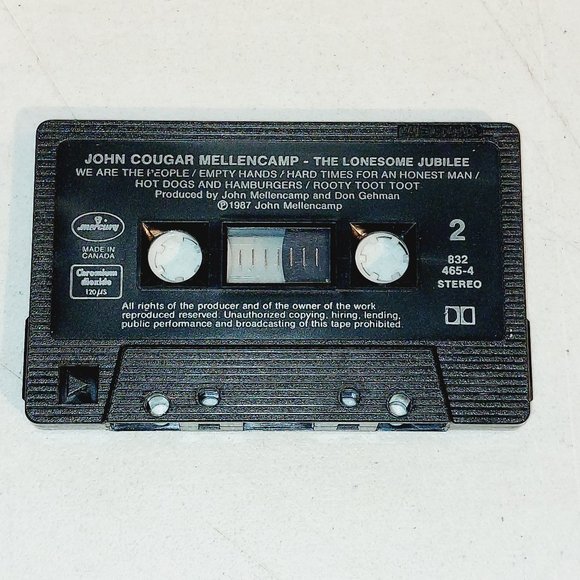 JOHN COUGAR MELLENCAMP - THE LONESOME JUBILEE
WE ARE THE PEOPLE / EMPTY HANDS / HARD TIMES FOR AN HONEST MAN /
HOT DOGS AND HAMBURGERS / ROOTY TOOT TOOT
Produced by John Mellencamp and Don Gehman
℗1987 John Mellencamp
mercury
MADE IN
CANADA
Chromium
dioxide
120 µS
2
832
465-4
STEREO
All rights of the producer and of the owner of the work
reproduced reserved. Unauthorized copying, hiring, lending,
public performance and broadcasting of this tape prohibited.